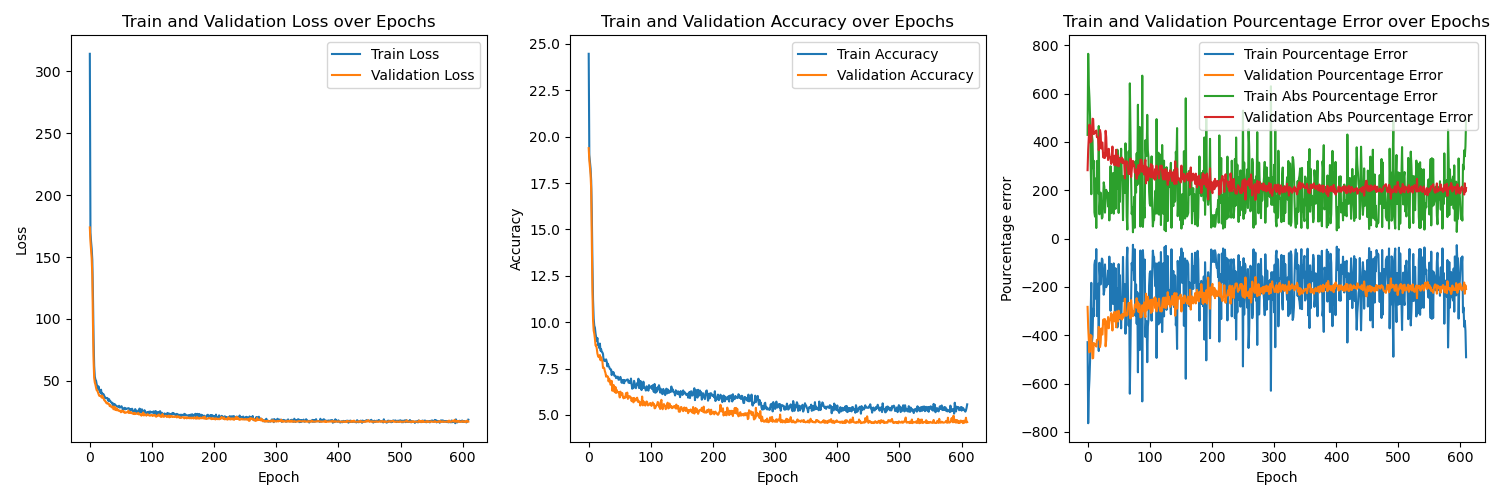 Train and Validation Loss over Epochs
Train Loss
Validation Loss
300
250
200
150
100
50
Loss
0
100
200
300
400
500
600
Epoch
Train and Validation Accuracy over Epochs
Train Accuracy
Validation Accuracy
25.0
22.5
20.0
17.5
15.0
12.5
10.0
7.5
5.0
Accuracy
0
100
200
300
400
500
600
Epoch
Train and Validation Pourcentage Error over Epochs
Train Pourcentage Error
Validation Pourcentage Error
Train Abs Pourcentage Error
Validation Abs Pourcentage Error
800
600
400
200
0
−200
−400
−600
−800
Pourcentage error
0
100
200
300
400
500
600
Epoch